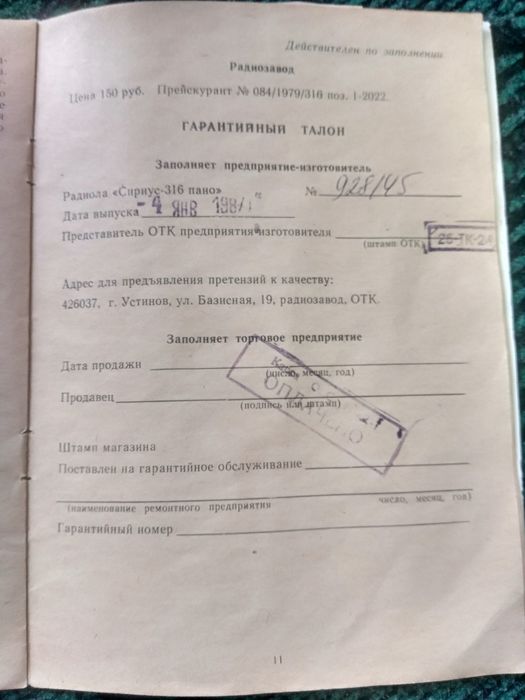 Действителен по заполнении
Радиозавод
Цена 150 руб. Прейскурант № 084/1979/316 поз. 1-2022.
ГАРАНТИЙНЫЙ ТАЛОН
Заполняет предприятие-изготовитель
Радиола «Сириус-316 пано» № 928145
Дата выпуска -4 ЯНВ 198
Представитель ОТК предприятия-изготовителя
(штамп ОТК)
Адрес для предъявления претензий к качеству:
426037, г. Устинов, ул. Базисная, 19, радиозавод, ОТК.
Заполняет торговое предприятие
Дата продажи
(число, месяц, год)
Продавец
(подпись или штамп)
ОПЛАЧЕНО
Штамп магазина
Поставлен на гарантийное обслуживание
(наименование ремонтного предприятия число, месяц, год)
Гарантийный номер
11